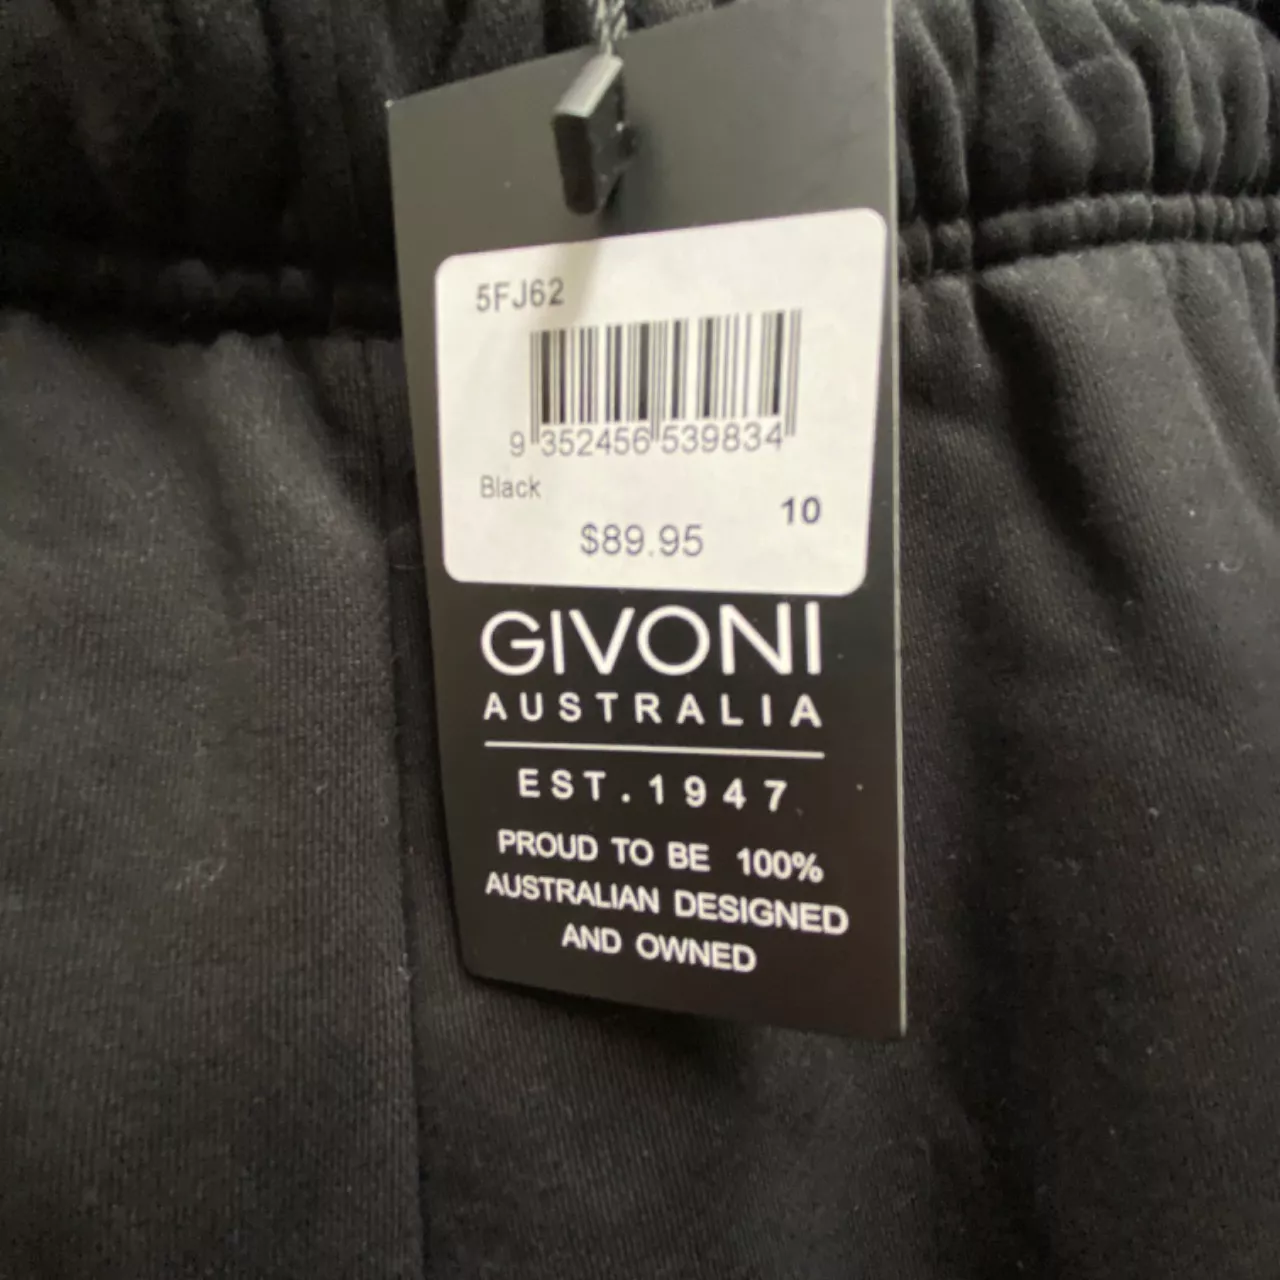 5FJ62
9 352456 539834
Black
10
$89.95
GIVONI
AUSTRALIA
EST.1947
PROUD TO BE 100%
AUSTRALIAN DESIGNED
AND OWNED